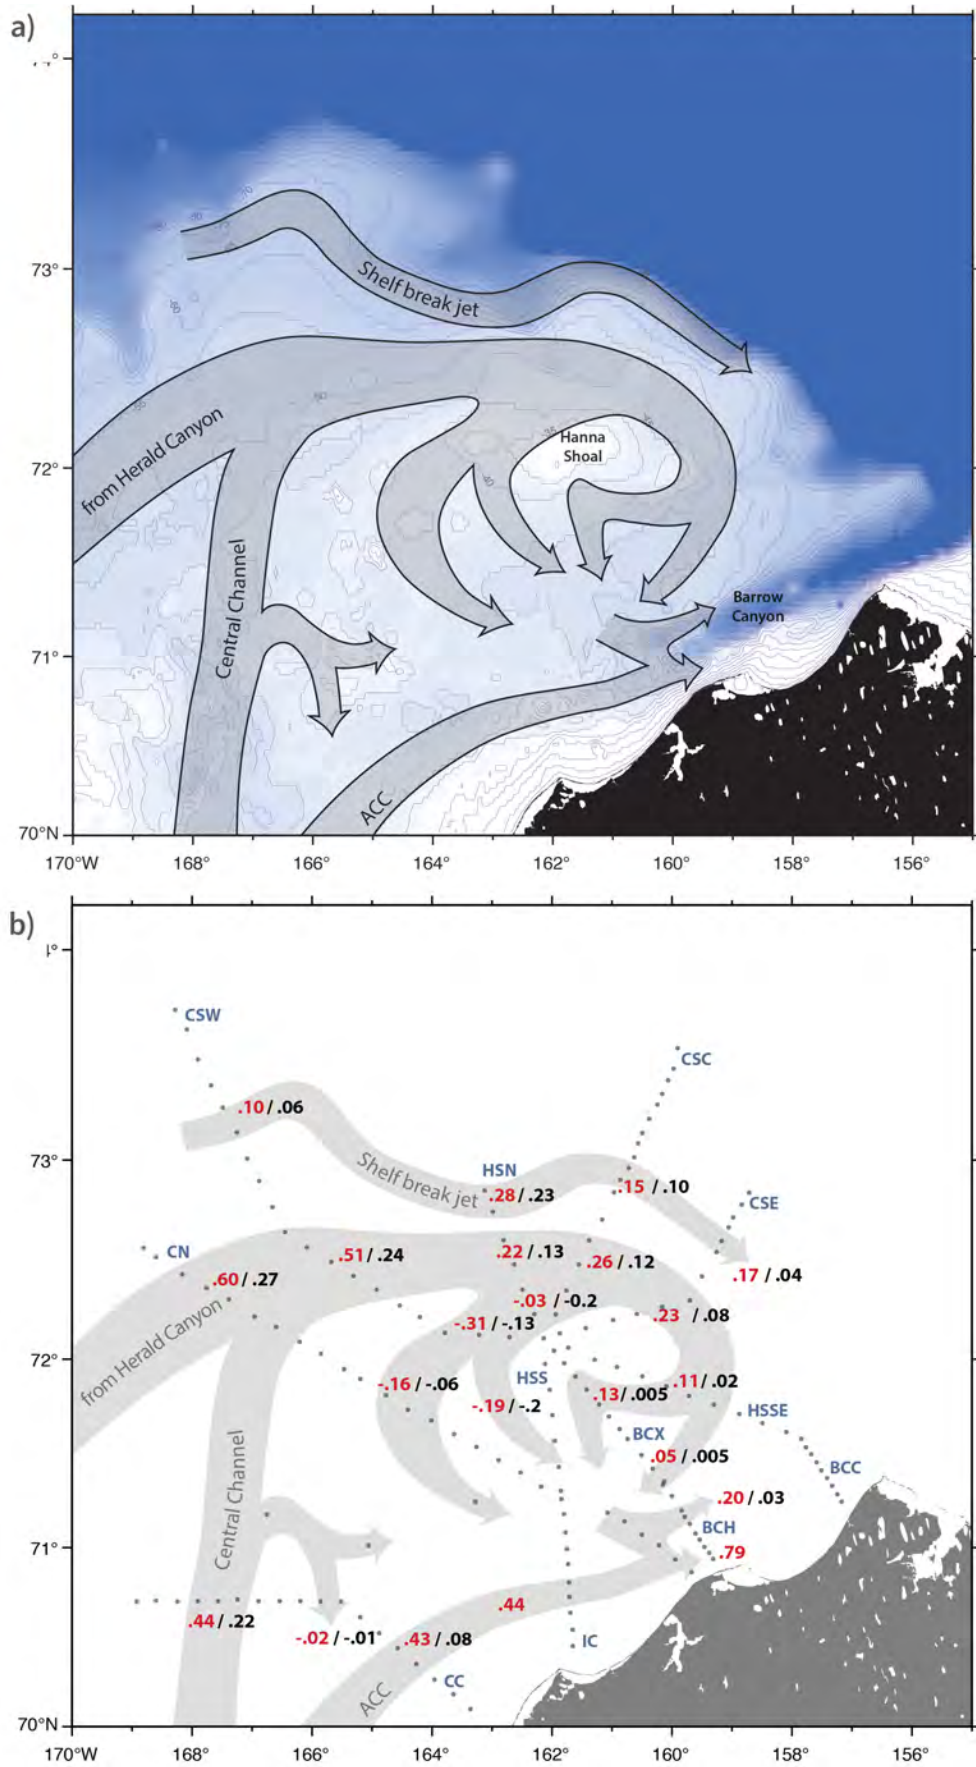 a)
73°
72°
71°
70°N
170°W
168°
166°
164°
162°
160°
158°
156°
Shelf break jet
from Herald Canyon
Hanna
Shoal
Central Channel
Barrow
Canyon
ACC
b)
CSW
CSC
.10 / .06
73°
Shelf break jet
HSN
.28 / .23
.15 / .10
CSE
CN
.51 / .24
.22 / .13
.26 / .12
.17 / .04
.60 / .27
-.03 / -0.2
.23 / .08
-.31 / -.13
72°
from Herald Canyon
HSS
-.16 / -.06
.11 / .02
.13 / .005
-.19 / -.2
HSSE
BCX
.05 / .005
BCC
Central Channel
.20 / .03
BCH
71°
.79
.44
.44 / .22
-.02 / -.01
.43 / .08
IC
CC
ACC
70°N
170°W
168°
166°
164°
162°
160°
158°
156°